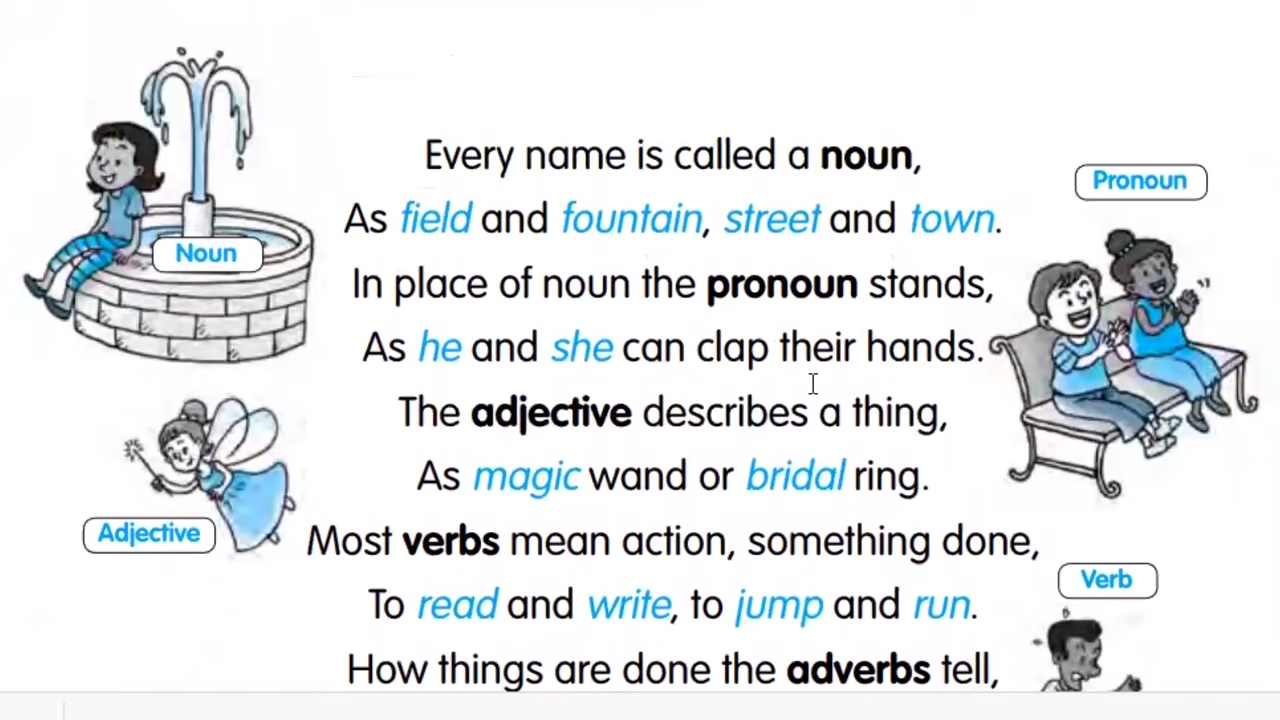 Every name is called a noun,
Pronoun
As field and fountain, street and town.
Noun
In place of noun the pronoun stands,
As he and she can clap their hands.
The adjective describes a thing,
As magic wand or bridal ring.
Adjective
Most verbs mean action, something done,
Verb
To read and write, to jump and run.
How things are done the adverbs tell,